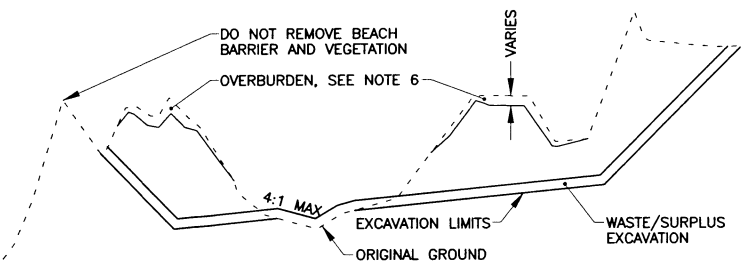 DO NOT REMOVE BEACH
BARRIER AND VEGETATION
OVERBURDEN, SEE NOTE 6
VARIES
4:1 MAX
EXCAVATION LIMITS
WASTE/SURPLUS
EXCAVATION
ORIGINAL GROUND